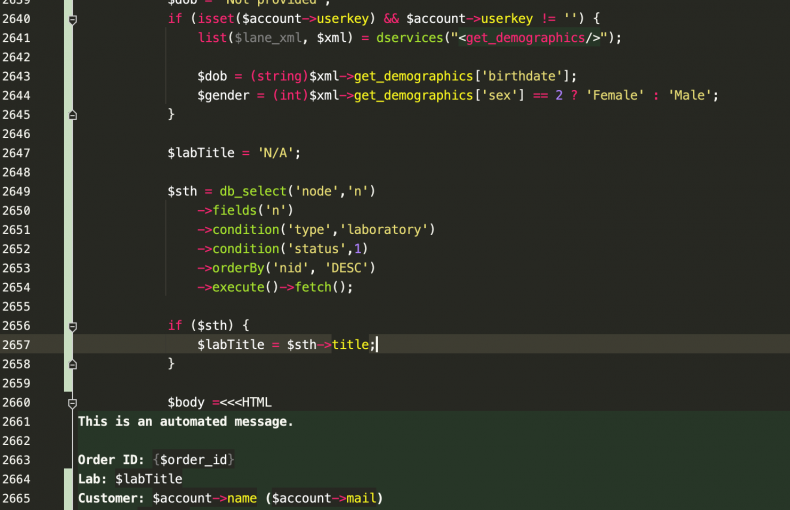 2639 $dob = 'Not provided';
2640 if (isset($account->userkey) && $account->userkey != '') {
2641 list($lane_xml, $xml) = dservices("<get_demographics/>");
2642
2643 $dob = (string)$xml->get_demographics['birthdate'];
2644 $gender = (int)$xml->get_demographics['sex'] == 2 ? 'Female' : 'Male';
2645 }
2646
2647 $labTitle = 'N/A';
2648
2649 $sth = db_select('node','n')
2650 ->fields('n')
2651 ->condition('type','laboratory')
2652 ->condition('status',1)
2653 ->orderBy('nid', 'DESC')
2654 ->execute()->fetch();
2655
2656 if ($sth) {
2657 $labTitle = $sth->title;
2658 }
2659
2660 $body =<<<HTML
2661 This is an automated message.
2662
2663 Order ID: {$order_id}
2664 Lab: $labTitle
2665 Customer: $account->name ($account->mail)